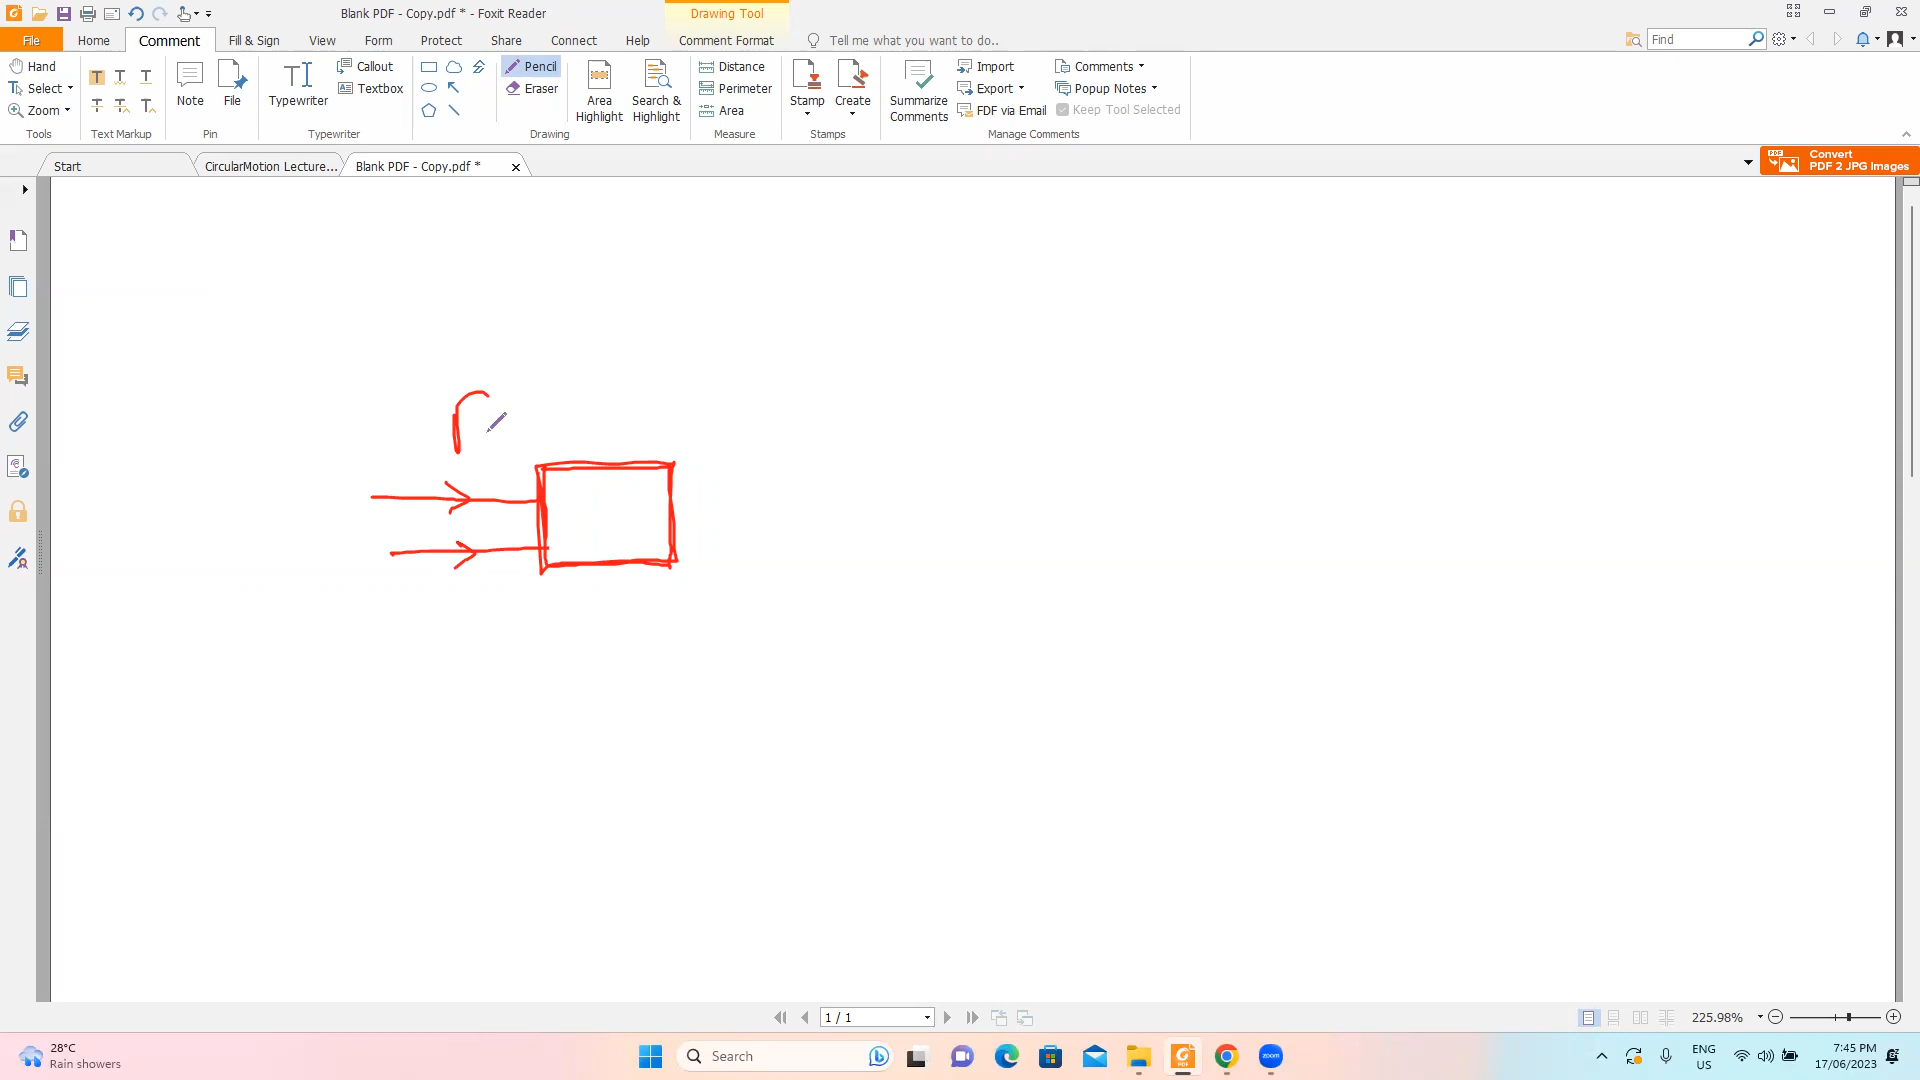 Blank PDF - Copy.pdf * - Foxit Reader
Drawing Tool
File Home Comment Fill & Sign View Form Protect Share Connect Help Comment Format Tell me what you want to do.. Find
Hand
Select
Zoom
Tools
Text Markup
Note
File
Pin
Typewriter
Callout
Textbox
Typewriter
Pencil
Eraser
Area Highlight
Search & Highlight
Drawing
Distance
Perimeter
Area
Measure
Stamp
Create
Stamps
Summarize Comments
Import
Export
FDF via Email
Comments
Popup Notes
Keep Tool Selected
Manage Comments
Start
CircularMotion Lecture...
Blank PDF - Copy.pdf *
Convert
PDF 2 JPG Images
1 / 1
225.98%
28°C
Rain showers
Search
zoom
ENG
US
7:45 PM
17/06/2023